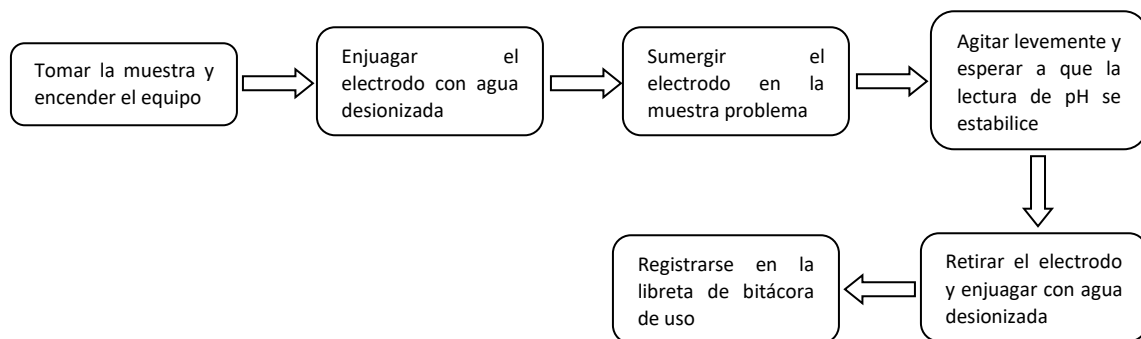 Tomar la muestra y
encender el equipo
Enjuagar el
electrodo con agua
desionizada
Sumergir el
electrodo en la
muestra problema
Agitar levemente y
esperar a que la
lectura de pH se
estabilice
Retirar el electrodo
y enjuagar con agua
desionizada
Registrarse en la
libreta de bitácora
de uso